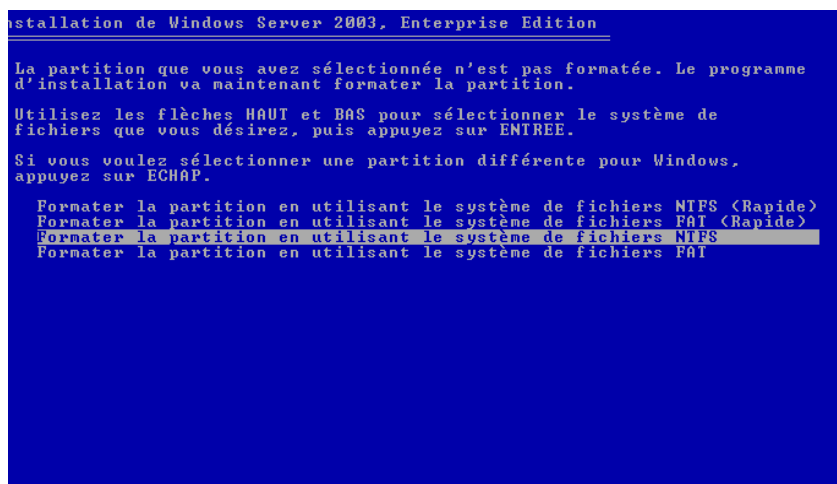 nstallation de Windows Server 2003, Enterprise Edition
La partition que vous avez sélectionnée n'est pas formatée. Le programme
d'installation va maintenant formater la partition.
Utilisez les flèches HAUT et BAS pour sélectionner le système de
fichiers que vous désirez, puis appuyez sur ENTREE.
Si vous voulez sélectionner une partition différente pour Windows,
appuyez sur ECHAP.
Formater la partition en utilisant le système de fichiers NTFS (Rapide)
Formater la partition en utilisant le système de fichiers FAT (Rapide)
Formater la partition en utilisant le système de fichiers NTFS
Formater la partition en utilisant le système de fichiers FAT